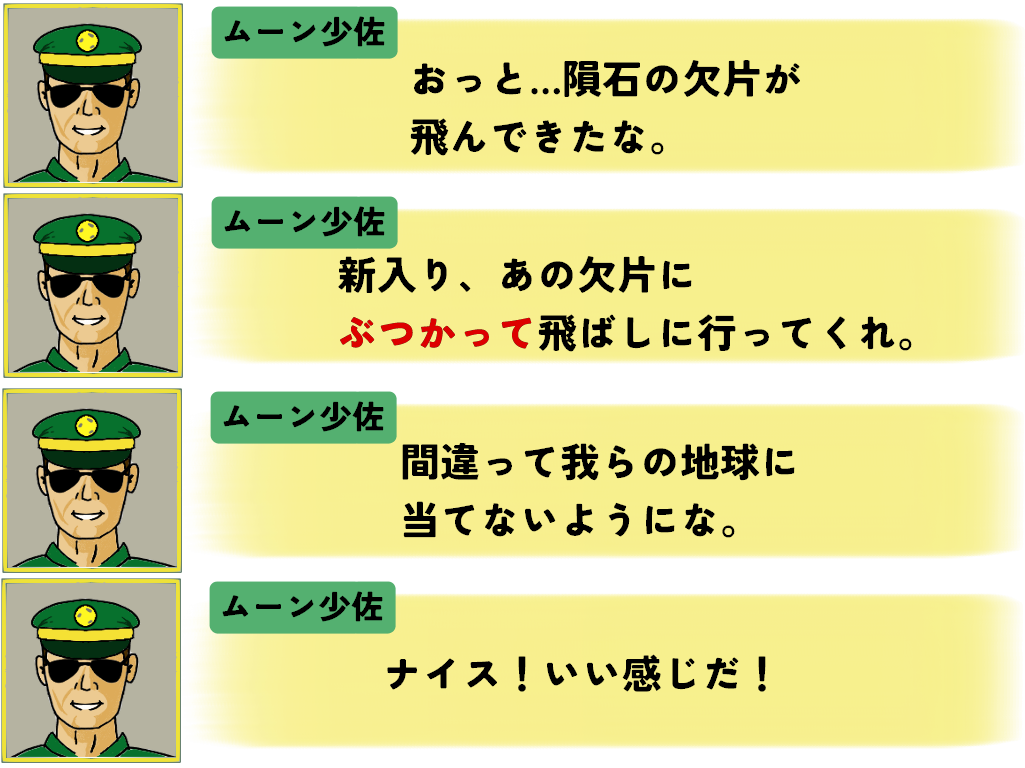 ムーン少佐
おっと…隕石の欠片が
飛んできたな。
ムーン少佐
新入り、あの欠片に
ぶつかって飛ばしに行ってくれ。
ムーン少佐
間違って我らの地球に
当てないようにな。
ムーン少佐
ナイス！いい感じだ！